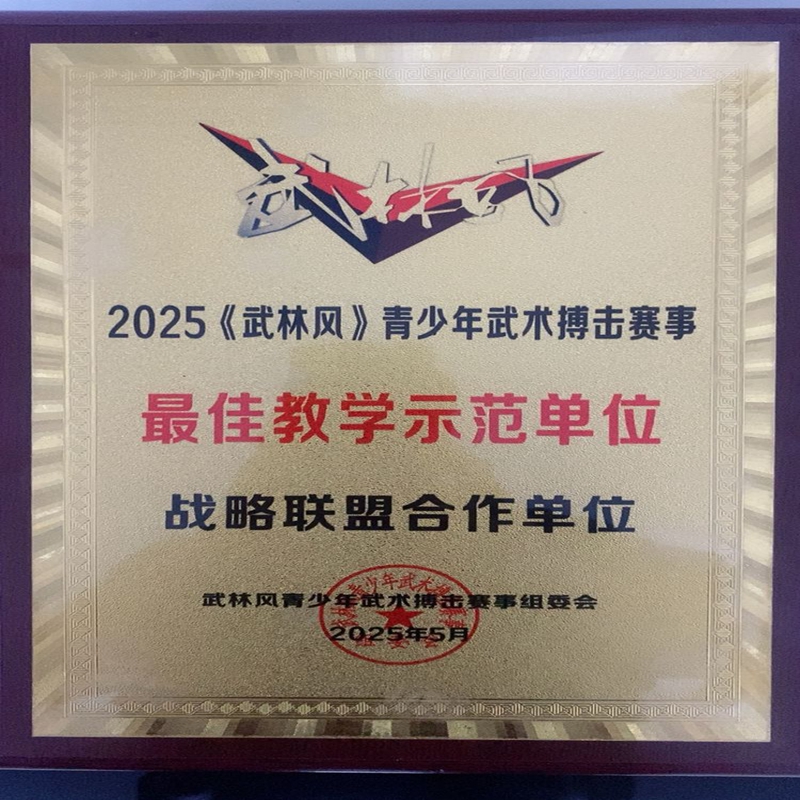 武林风
2025《武林风》青少年武术搏击赛事
最佳教学示范单位
战略联盟合作单位
武林风青少年武术搏击赛事组委会
2025年5月